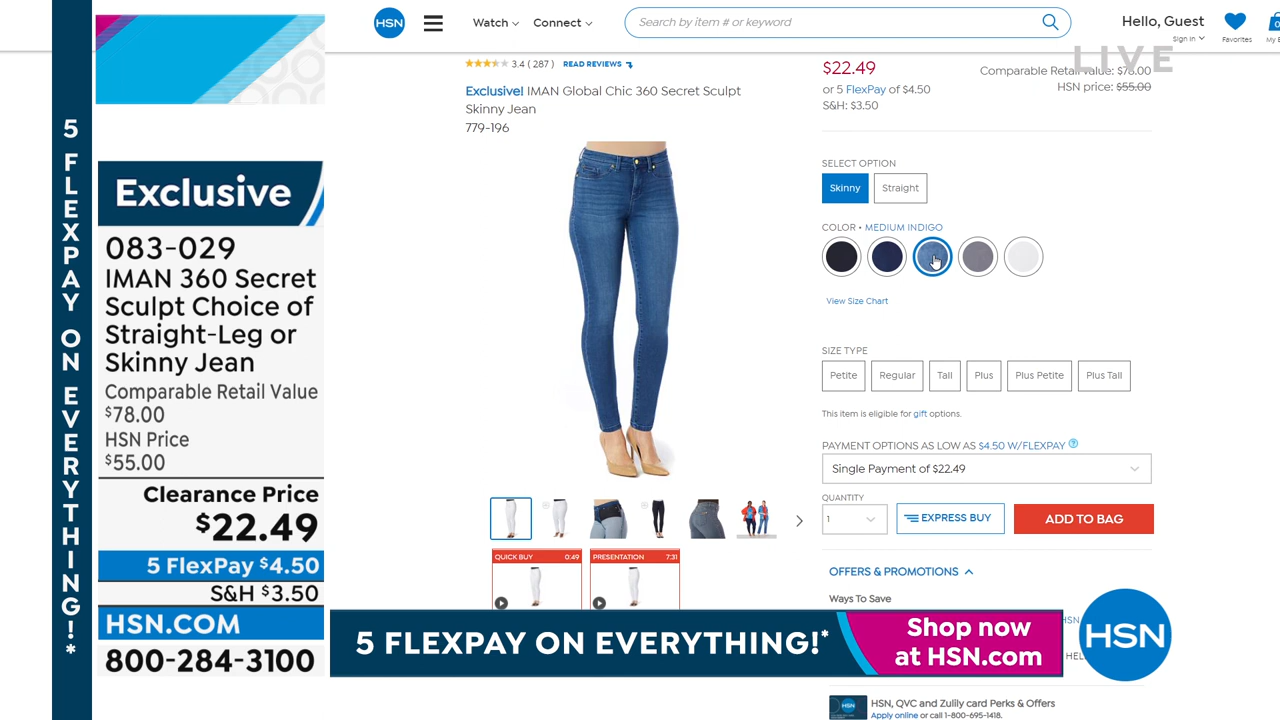 5 FLEXPAY ON EVERYTHING!*
Exclusive
083-029
IMAN 360 Secret
Sculpt Choice of
Straight-Leg or
Skinny Jean
Comparable Retail Value
$78.00
HSN Price
$55.00
Clearance Price
$22.49
5 FlexPay $4.50
S&H $3.50
HSN.COM
800-284-3100
HSN
Watch
Connect
Search by item # or keyword
Hello, Guest
Sign In
Favorites
0
LIVE
3.4 ( 287 )
READ REVIEWS
Exclusive! IMAN Global Chic 360 Secret Sculpt
Skinny Jean
779-196
$22.49
or 5 FlexPay of $4.50
S&H: $3.50
Comparable Retail Value: $78.00
HSN price: $55.00
SELECT OPTION
Skinny
Straight
COLOR • MEDIUM INDIGO
View Size Chart
SIZE TYPE
Petite
Regular
Tall
Plus
Plus Petite
Plus Tall
This item is eligible for gift options.
PAYMENT OPTIONS AS LOW AS $4.50 W/FLEXPAY ?
Single Payment of $22.49
QUANTITY
1
EXPRESS BUY
ADD TO BAG
QUICK BUY 0:49
PRESENTATION 7:31
OFFERS & PROMOTIONS
Ways To Save
5 FLEXPAY ON EVERYTHING!*
Shop now
at HSN.com
HSN
HSN
HSN, QVC and Zulily card Perks & Offers
Apply online or call 1-800-695-1418.